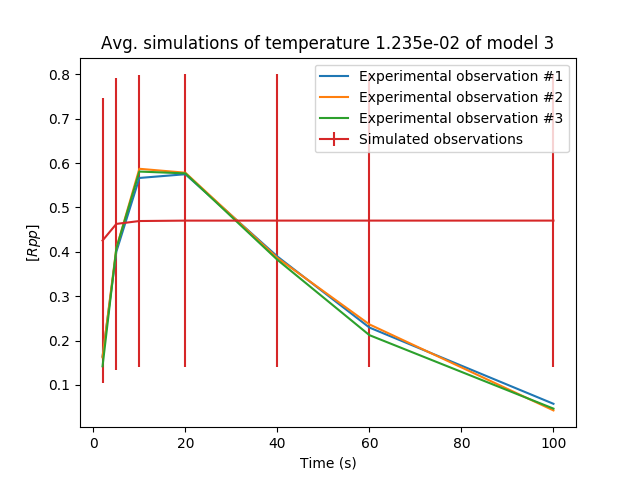 Avg. simulations of temperature 1.235e-02 of model 3
Experimental observation #1
Experimental observation #2
Experimental observation #3
Simulated observations
[Rpp]
0.8
0.7
0.6
0.5
0.4
0.3
0.2
0.1
0 20 40 60 80 100
Time (s)